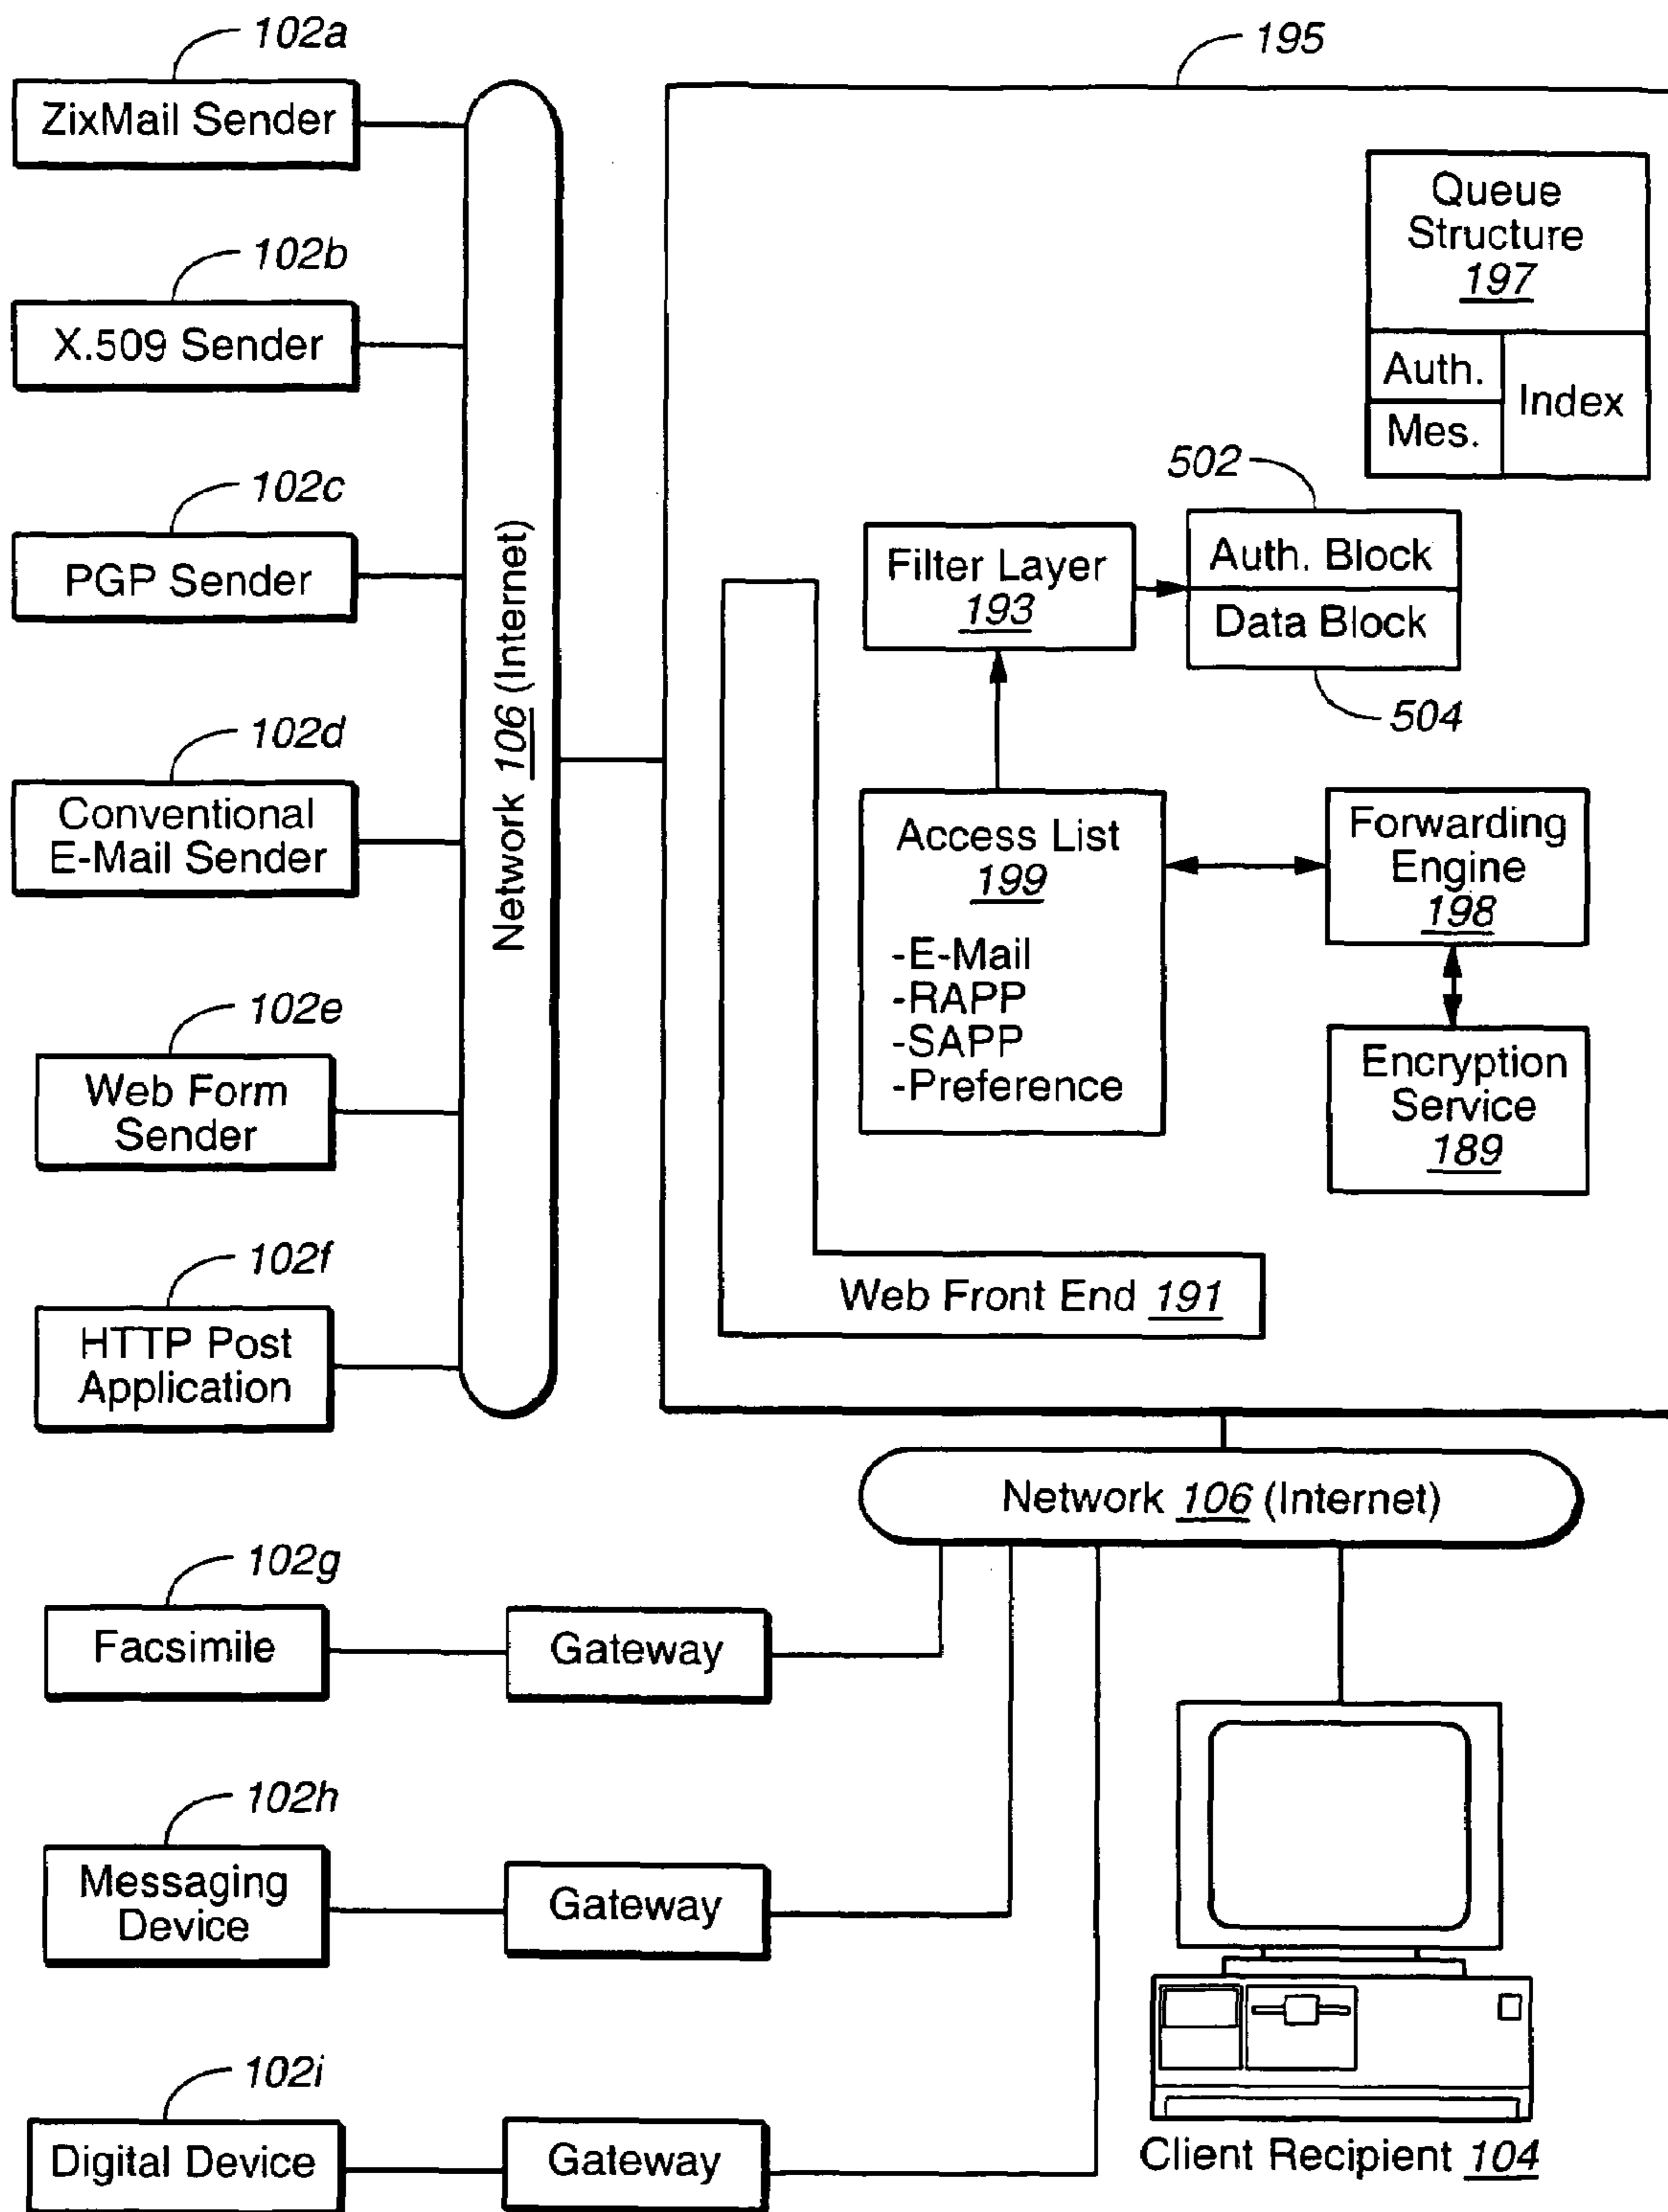 102a
ZixMail Sender
102b
X.509 Sender
102c
PGP Sender
102d
Conventional
E-Mail Sender
102e
Web Form
Sender
102f
HTTP Post
Application
Network 106 (Internet)
195
Queue
Structure
197
Auth.
Mes.
Index
502
Filter Layer
193
Auth. Block
Data Block
504
Access List
199
-E-Mail
-RAPP
-SAPP
-Preference
Forwarding
Engine
198
Encryption
Service
189
Web Front End 191
Network 106 (Internet)
102g
Facsimile
Gateway
102h
Messaging
Device
Gateway
102i
Digital Device
Gateway
Client Recipient 104